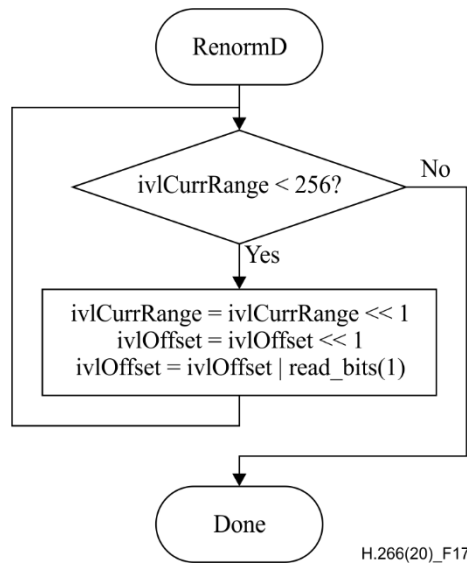 RenormD
ivlCurrRange < 256?
No
Yes
ivlCurrRange = ivlCurrRange << 1
ivlOffset = ivlOffset << 1
ivlOffset = ivlOffset | read_bits(1)
Done
H.266(20)_F17